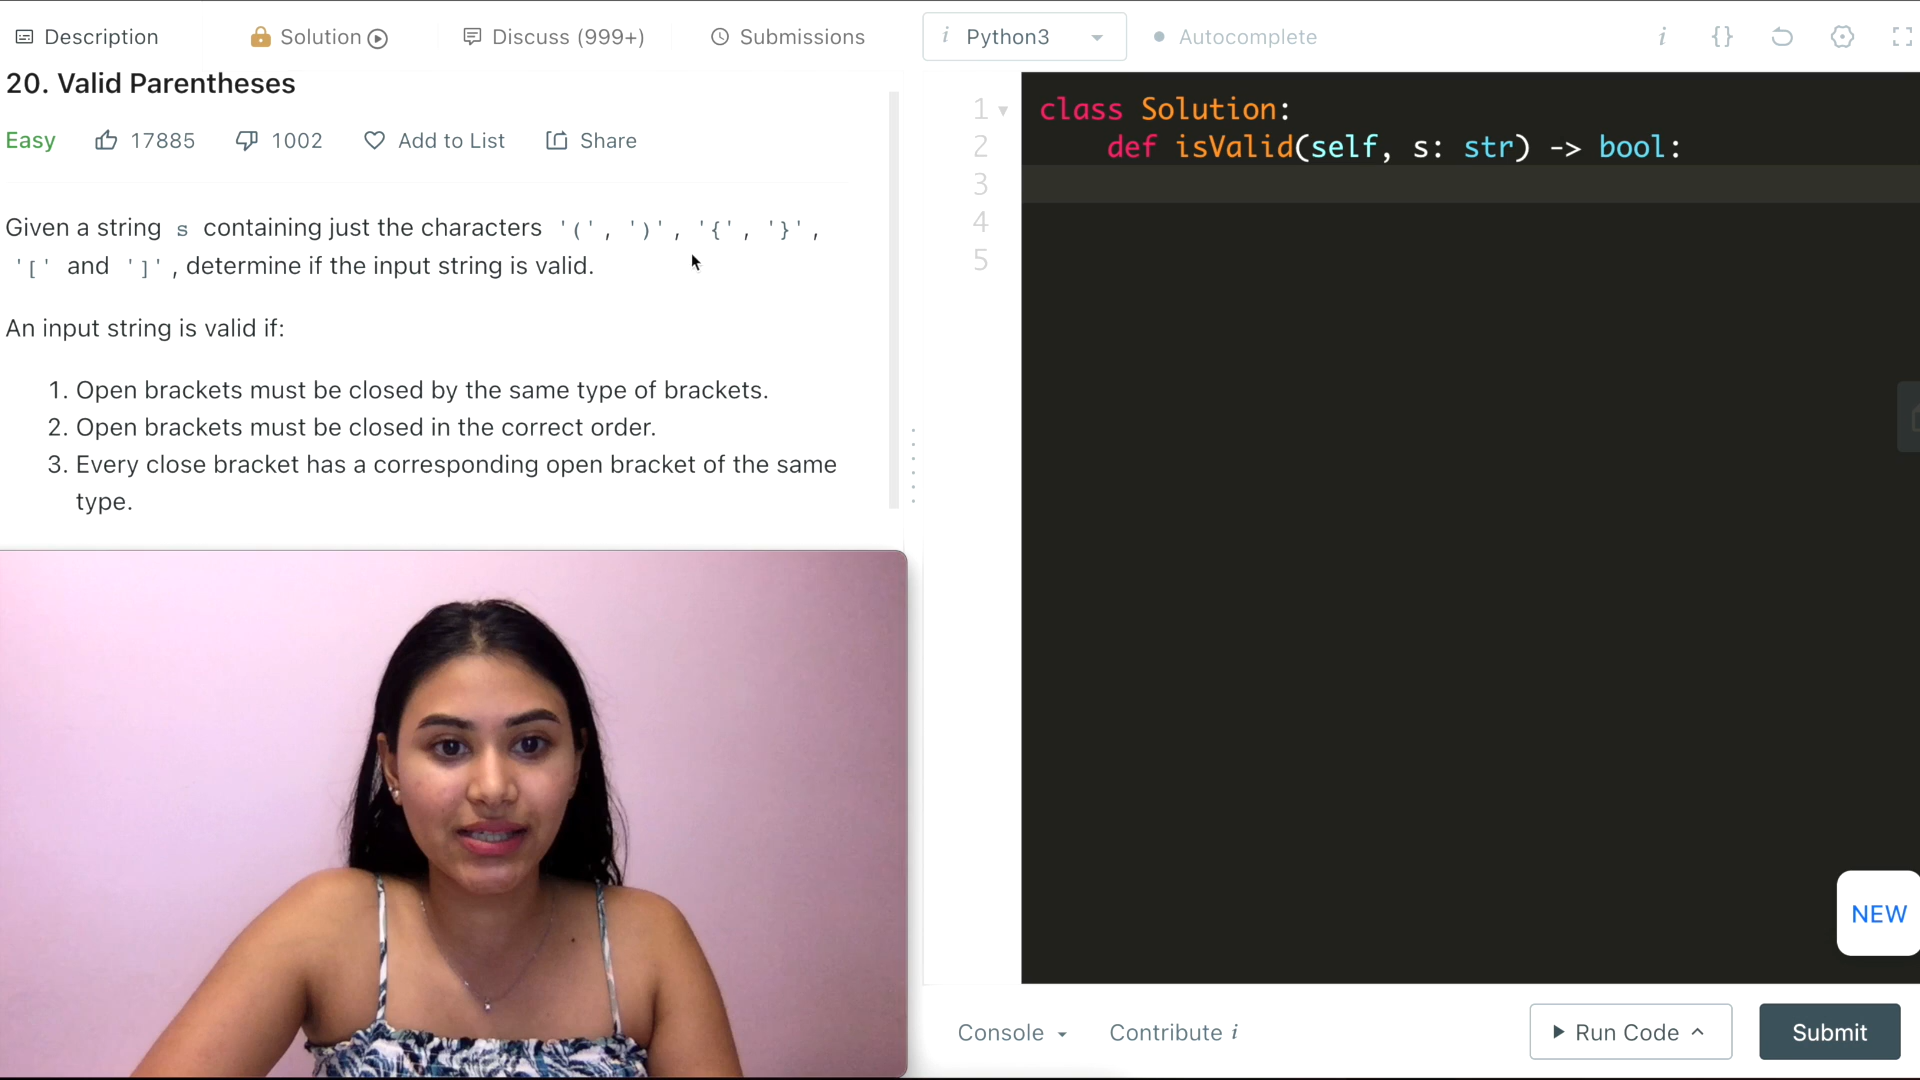 Description Solution Discuss (999+) Submissions
i Python3 Autocomplete i {}
20. Valid Parentheses
Easy 17885 1002 Add to List Share
Given a string s containing just the characters '(', ')', '{', '}',
'[' and ']', determine if the input string is valid.
An input string is valid if:
1. Open brackets must be closed by the same type of brackets.
2. Open brackets must be closed in the correct order.
3. Every close bracket has a corresponding open bracket of the same
type.
1 class Solution:
2 def isValid(self, s: str) -> bool:
3
4
5
NEW
Console Contribute i Run Code Submit